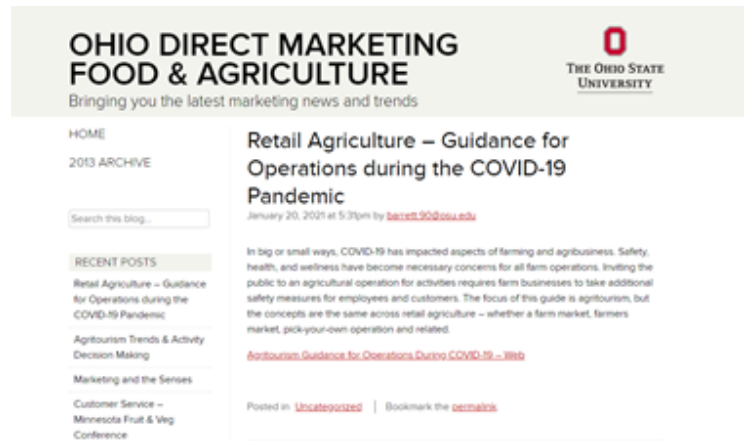 OHIO DIRECT MARKETING
FOOD & AGRICULTURE
Bringing you the latest marketing news and trends
THE OHIO STATE
UNIVERSITY
HOME
2013 ARCHIVE
Search this blog...
RECENT POSTS
Retail Agriculture – Guidance
for Operations during the
COVID-19 Pandemic
Agritourism Trends & Activity
Decision Making
Marketing and the Senses
Customer Service –
Minnesota Fruit & Veg
Conference
Retail Agriculture – Guidance for
Operations during the COVID-19
Pandemic
January 20, 2021 at 5:31pm by barrett.90@osu.edu
In big or small ways, COVID-19 has impacted aspects of farming and agribusiness. Safety,
health, and wellness have become necessary concerns for all farm operations. Inviting the
public to an agricultural operation for activities requires farm businesses to take additional
safety measures for employees and customers. The focus of this guide is agritourism, but
the concepts are the same across retail agriculture – whether a farm market, farmers
market, pick-your-own operation and related.
Agritourism Guidance for Operations During COVID-19 – Web
Posted in Uncategorized | Bookmark the permalink.